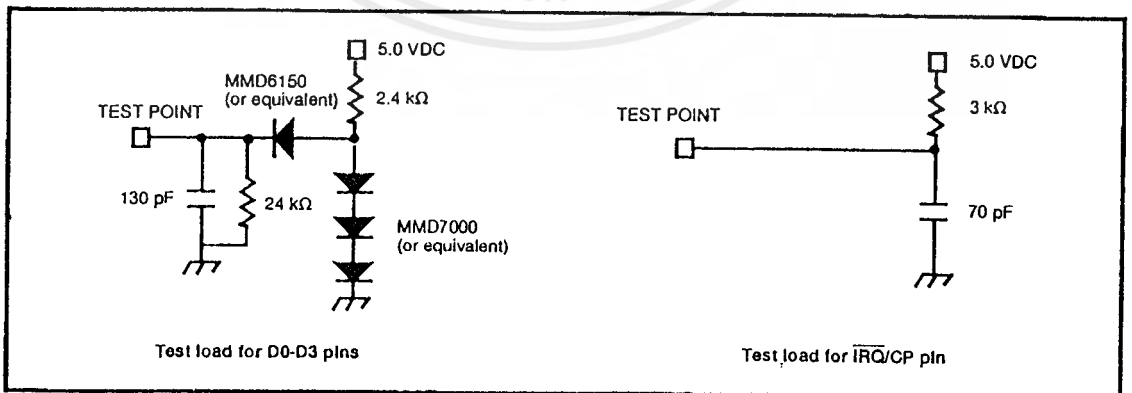 5.0 VDC
MMD6150
(or equivalent)
2.4 kΩ
TEST POINT
130 pF
24 kΩ
MMD7000
(or equivalent)
Test load for D0-D3 pins
5.0 VDC
3 kΩ
TEST POINT
70 pF
Test load for I̅R̅Q̅/CP pin